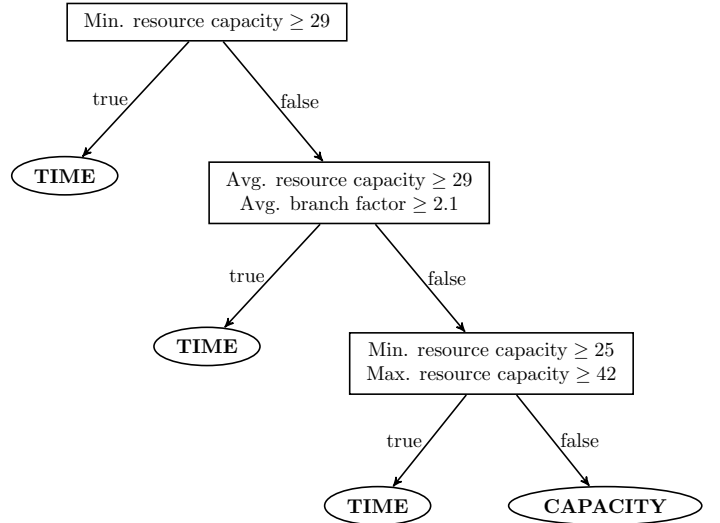 Min. resource capacity ≥ 29
true
false
TIME
Avg. resource capacity ≥ 29
Avg. branch factor ≥ 2.1
true
false
TIME
Min. resource capacity ≥ 25
Max. resource capacity ≥ 42
true
false
TIME
CAPACITY